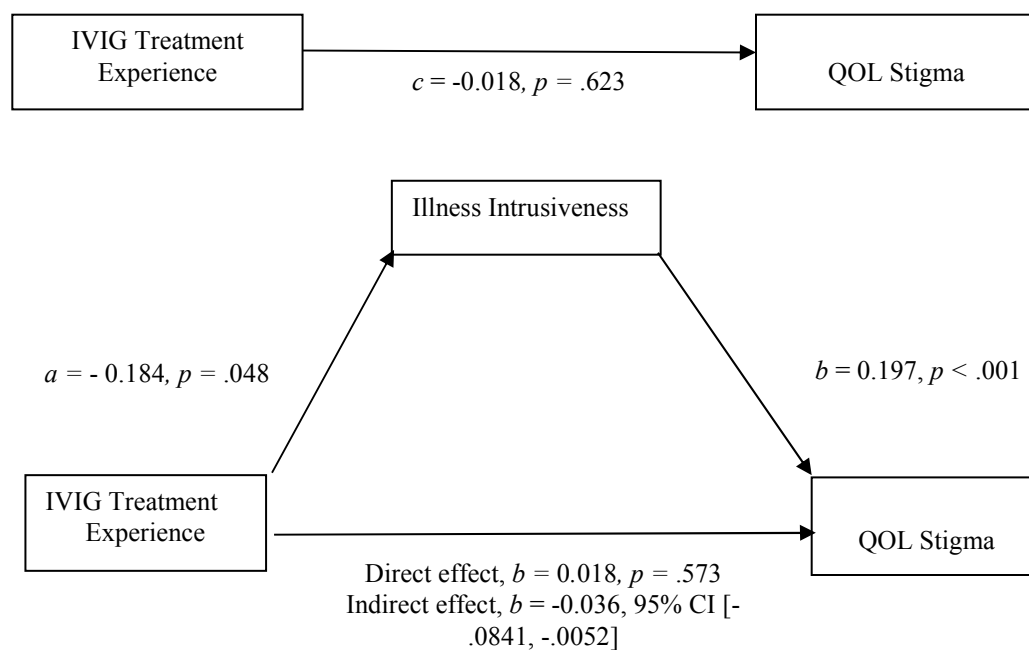 IVIG Treatment
Experience
QOL Stigma
c = -0.018, p = .623
Illness Intrusiveness
a = - 0.184, p = .048
b = 0.197, p < .001
IVIG Treatment
Experience
QOL Stigma
Direct effect, b = 0.018, p = .573
Indirect effect, b = -0.036, 95% CI [-
.0841, -.0052]